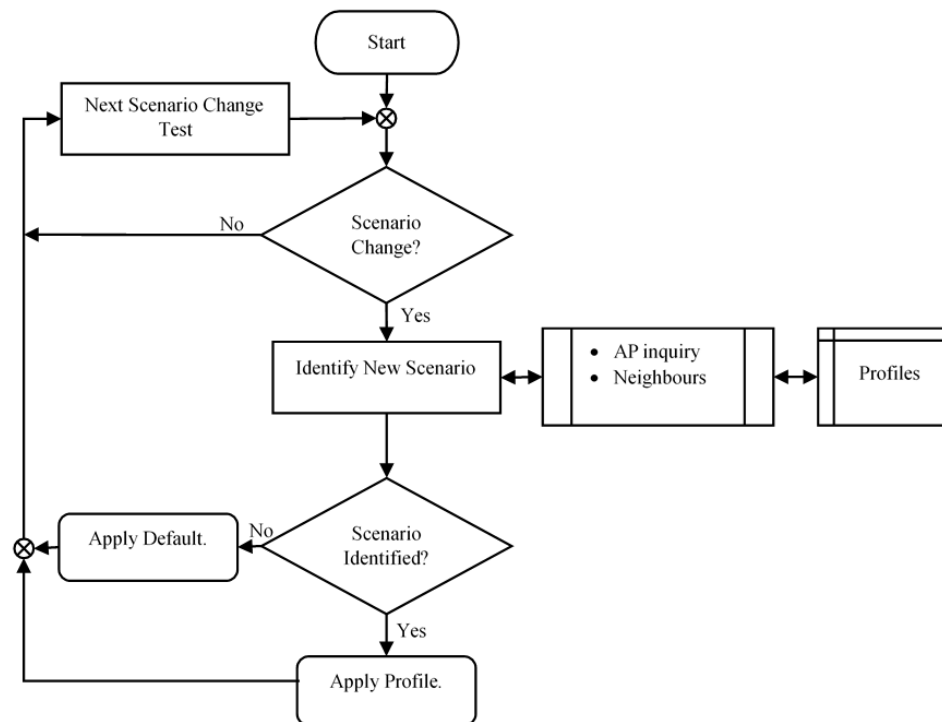 Start
Next Scenario Change
Test
Scenario
Change?
No
Yes
Identify New Scenario
• AP inquiry
• Neighbours
Profiles
Scenario
Identified?
No
Apply Default.
Yes
Apply Profile.